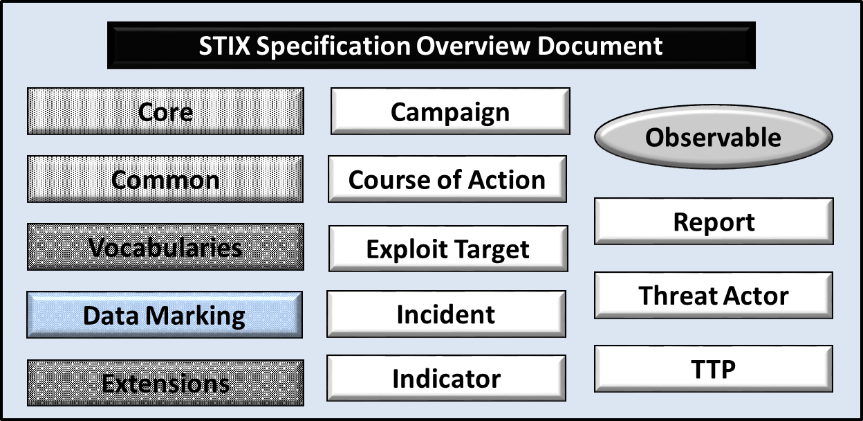 STIX Specification Overview Document
Core
Common
Vocabularies
Data Marking
Extensions
Campaign
Course of Action
Exploit Target
Incident
Indicator
Observable
Report
Threat Actor
TTP